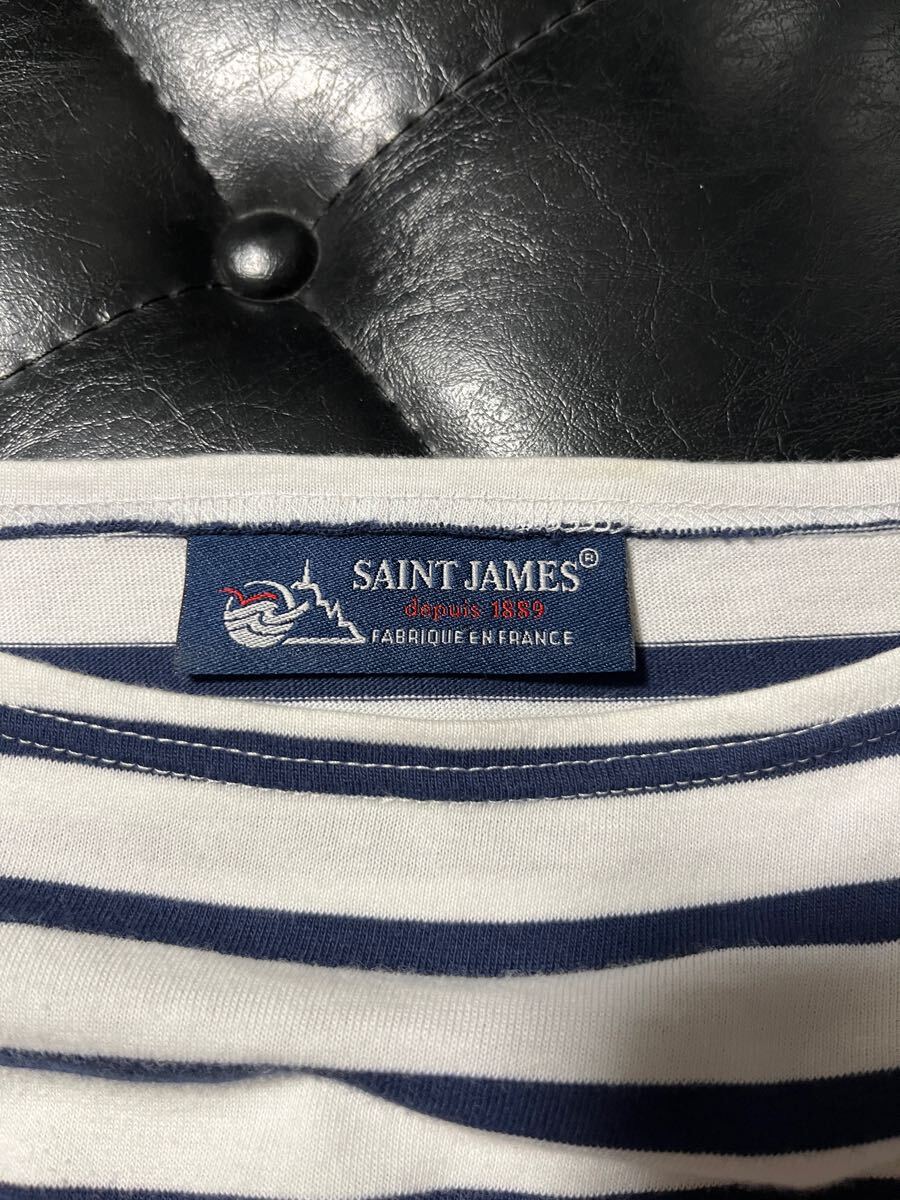 SAINT JAMES®
depuis 1889
FABRIQUE EN FRANCE